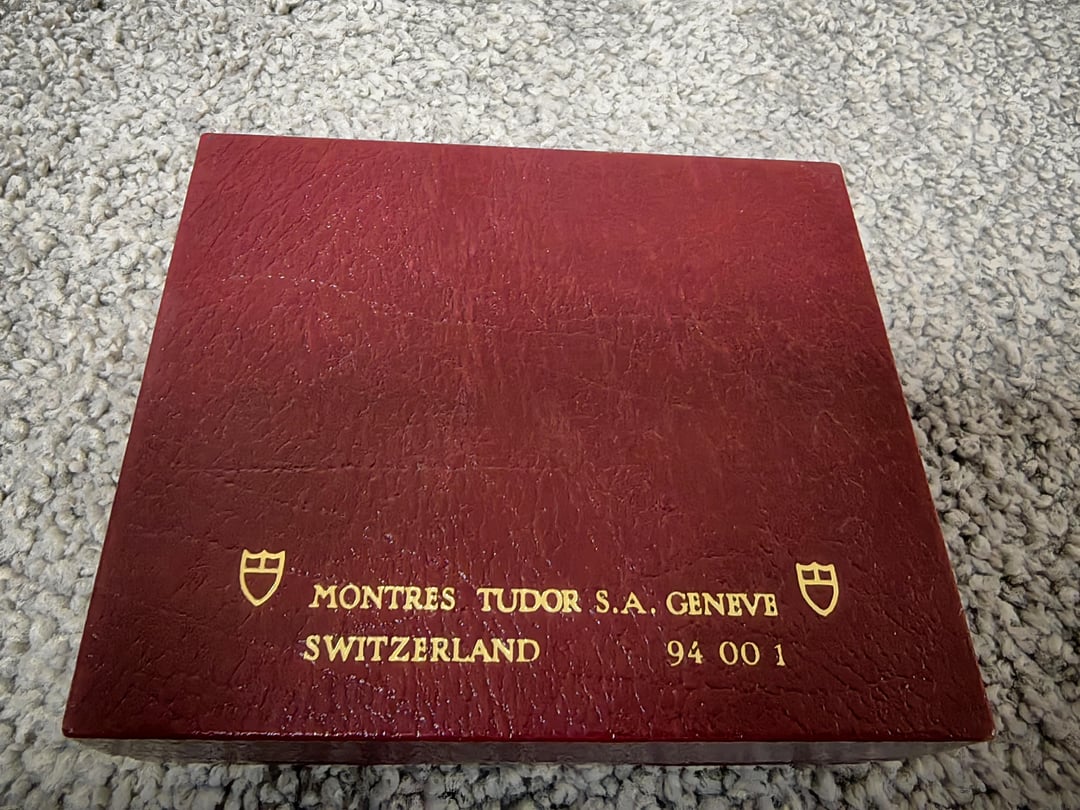 MONTRES TUDOR S.A. GENEVE
SWITZERLAND 94 00 1